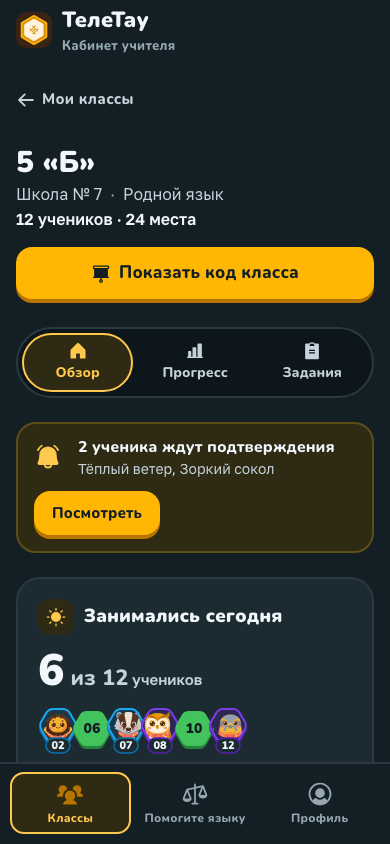 ТелеТау
Кабинет учителя
Мои классы
5 «Б»
Школа № 7 · Родной язык
12 учеников · 24 места
Показать код класса
Обзор
Прогресс
Задания
2 ученика ждут подтверждения
Тёплый ветер, Зоркий сокол
Посмотреть
Занимались сегодня
6 из 12 учеников
02 06 07 08 10 12
Классы
Помогите языку
Профиль